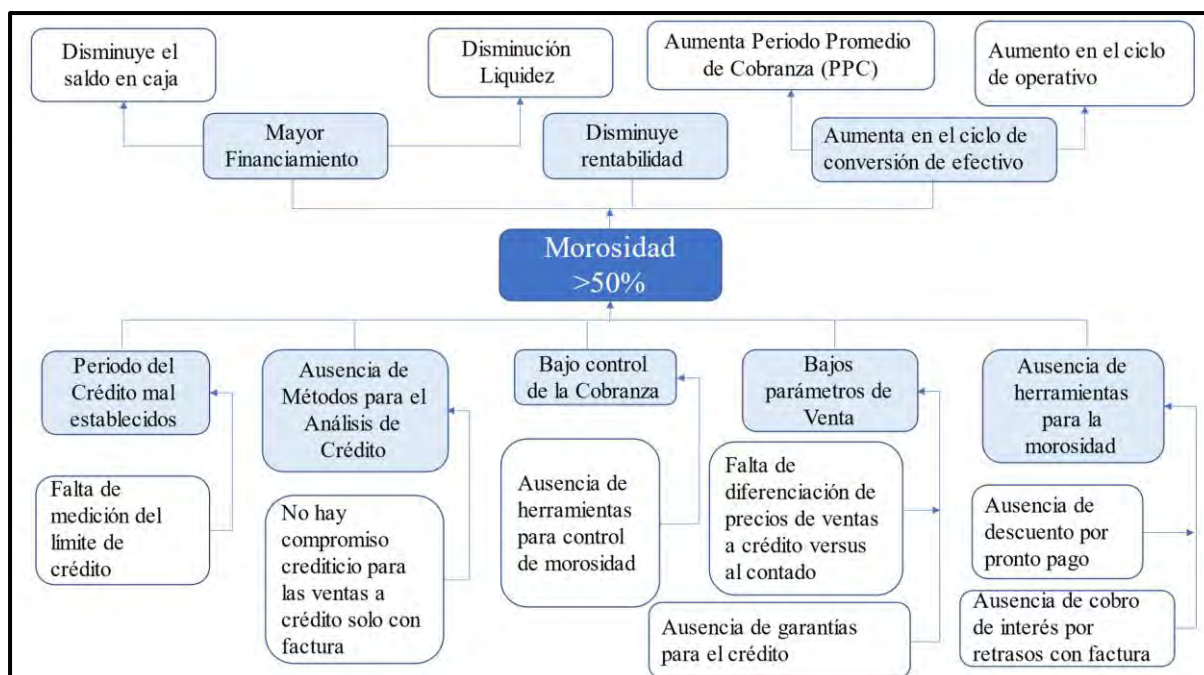 Disminuye el
saldo en caja
Disminución
Liquidez
Aumenta Periodo Promedio
de Cobranza (PPC)
Aumento en el ciclo
de operativo
Mayor
Financiamiento
Disminuye
rentabilidad
Aumenta en el ciclo de
conversión de efectivo
Morosidad
>50%
Periodo del
Crédito mal
establecidos
Ausencia de
Métodos para el
Análisis de
Crédito
Bajo control
de la Cobranza
Bajos
parámetros de
Venta
Ausencia de
herramientas
para la
morosidad
Falta de
medición del
límite de
crédito
No hay
compromiso
crediticio para
las ventas a
crédito solo con
factura
Ausencia de
herramientas
para control
de morosidad
Falta de
diferenciación de
precios de ventas
a crédito versus
al contado
Ausencia de garantías
para el crédito
Ausencia de
descuento por
pronto pago
Ausencia de cobro
de interés por
retrasos con factura